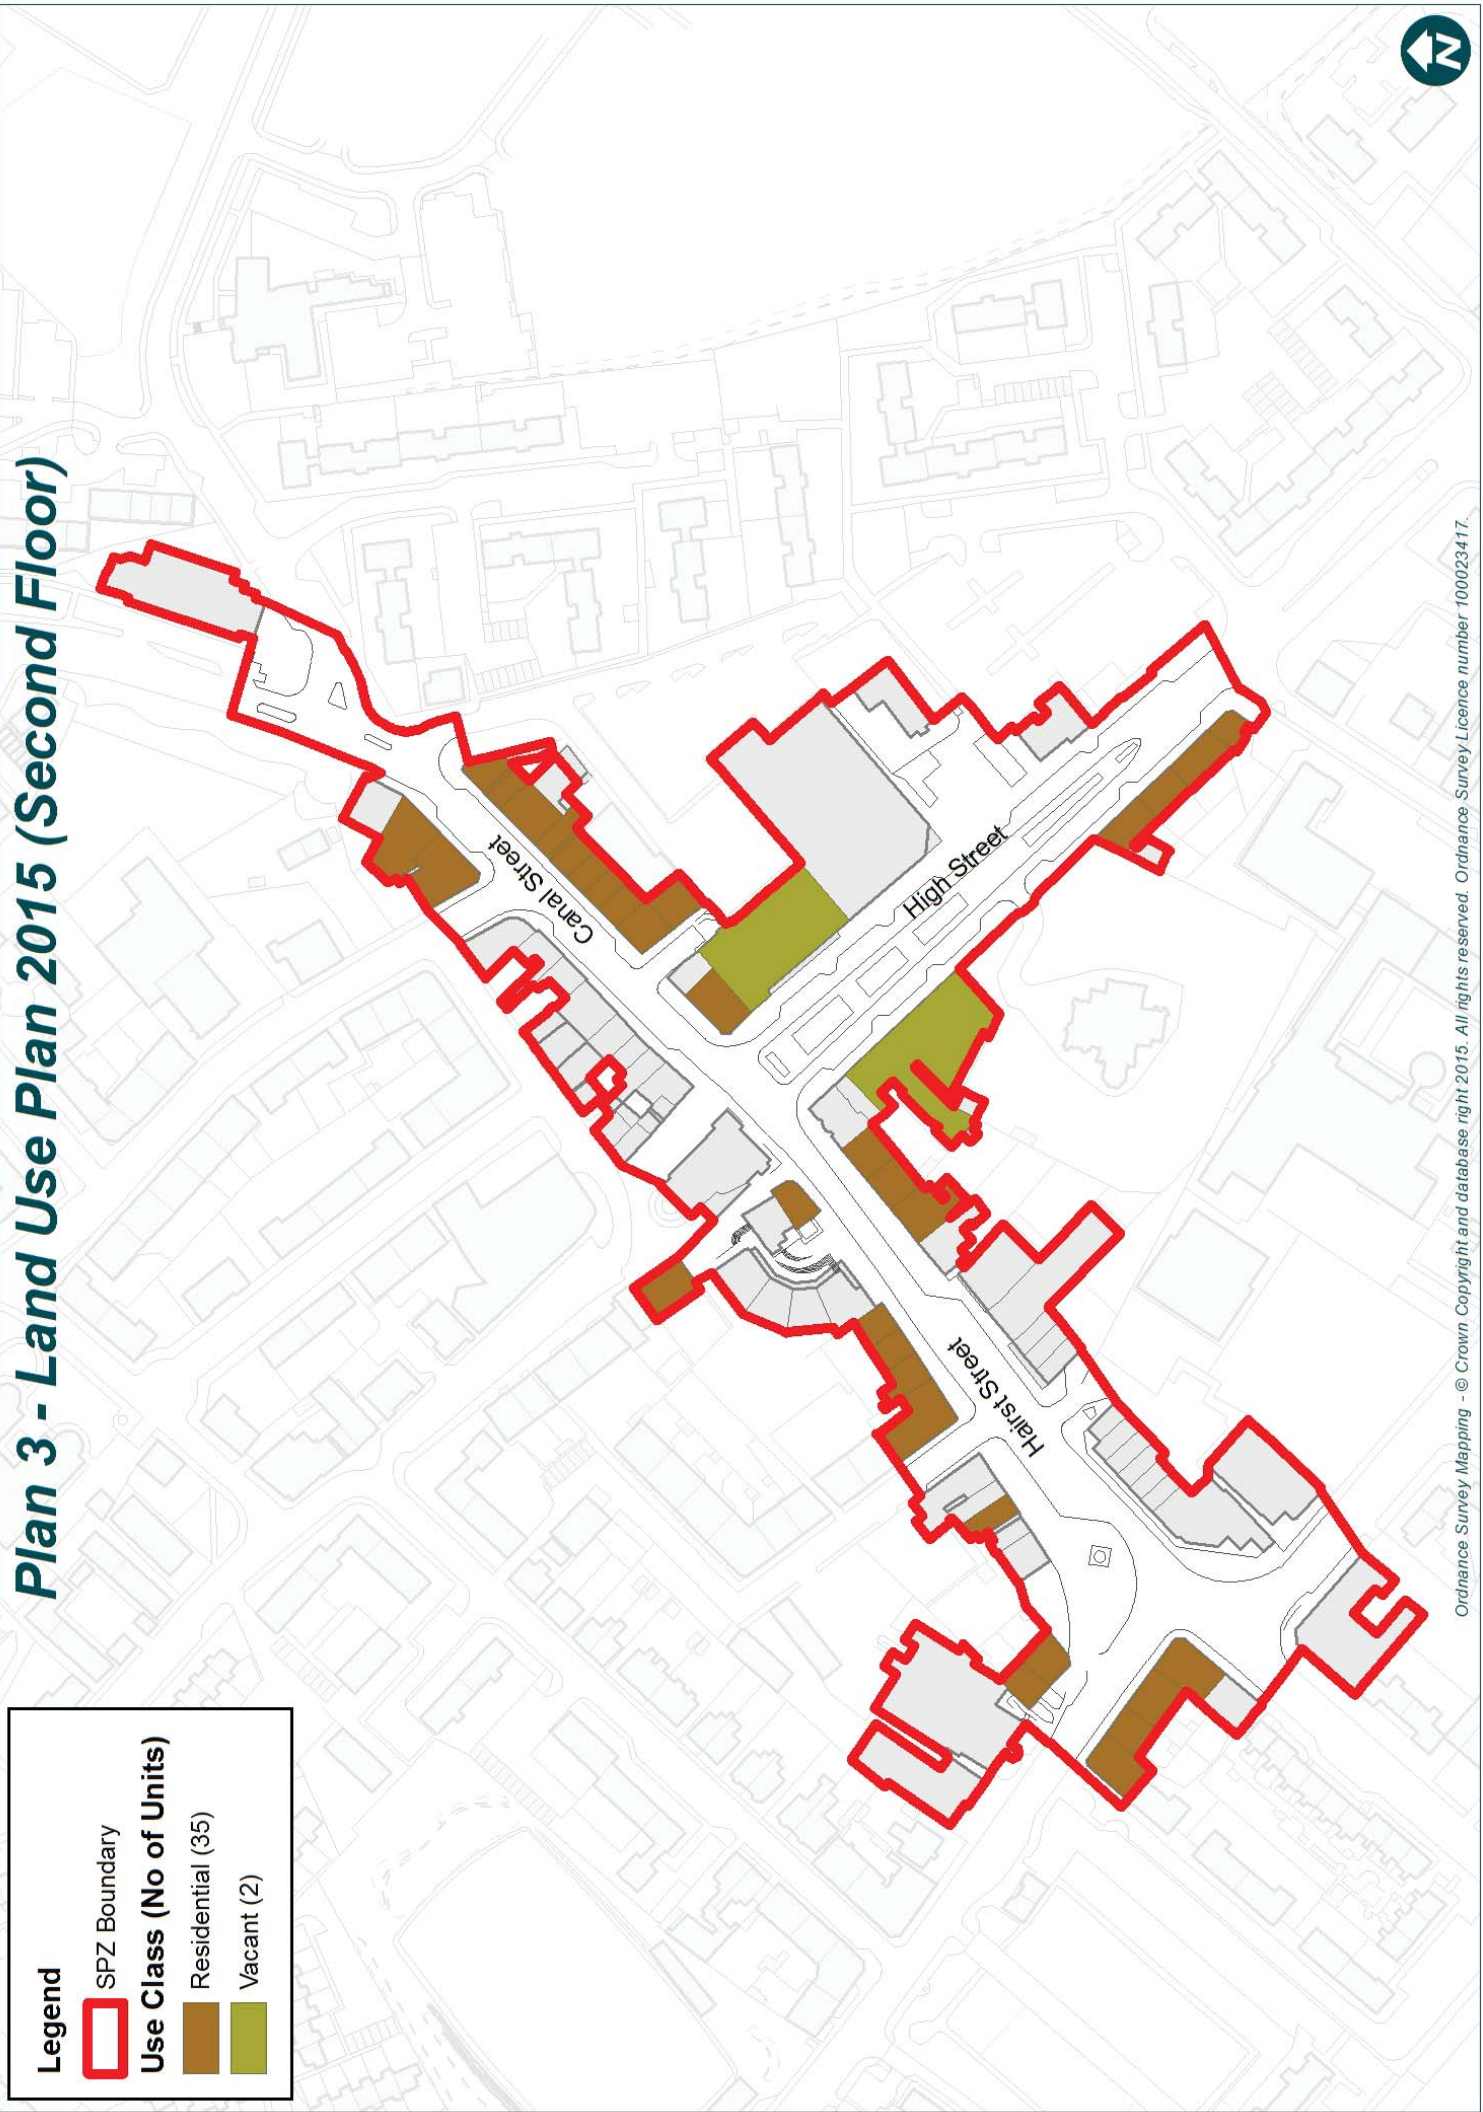 Plan 3 - Land Use Plan 2015 (Second Floor)
Legend
SPZ Boundary
Use Class (No of Units)
Residential (35)
Vacant (2)
Canal Street
High Street
Hairst Street
N
Ordnance Survey Mapping - © Crown Copyright and database right 2015. All rights reserved. Ordnance Survey Licence number 100023417.